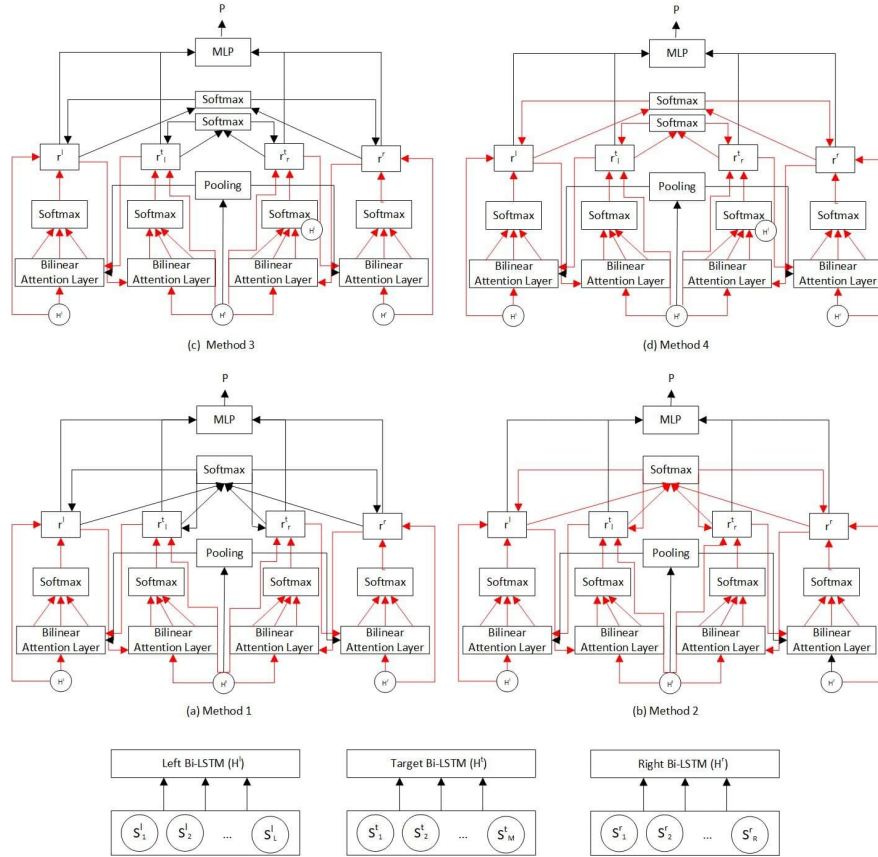 P
P
MLP
MLP
Softmax
Softmax
Softmax
Softmax
r^l
r^t_l
r^t_r
r^r
r^l
r^t_l
r^t_r
r^r
Pooling
Pooling
Softmax
Softmax
Softmax
Softmax
Softmax
Softmax
Softmax
Softmax
Bilinear
Attention Layer
Bilinear
Attention Layer
Bilinear
Attention Layer
Bilinear
Attention Layer
Bilinear
Attention Layer
Bilinear
Attention Layer
Bilinear
Attention Layer
Bilinear
Attention Layer
(c) Method 3
(d) Method 4
P
P
MLP
MLP
Softmax
Softmax
r^l
r^t_l
r^t_r
r^r
r^l
r^t_l
r^t_r
r^r
Pooling
Pooling
Softmax
Softmax
Softmax
Softmax
Softmax
Softmax
Softmax
Softmax
Bilinear
Attention Layer
Bilinear
Attention Layer
Bilinear
Attention Layer
Bilinear
Attention Layer
Bilinear
Attention Layer
Bilinear
Attention Layer
Bilinear
Attention Layer
Bilinear
Attention Layer
(a) Method 1
(b) Method 2
Left Bi-LSTM (H^l)
Target Bi-LSTM (H^t)
Right Bi-LSTM (H^r)
S^l_1 S^l_2 ... S^l_L
S^t_1 S^t_2 ... S^t_M
S^r_1 S^r_2 ... S^r_R